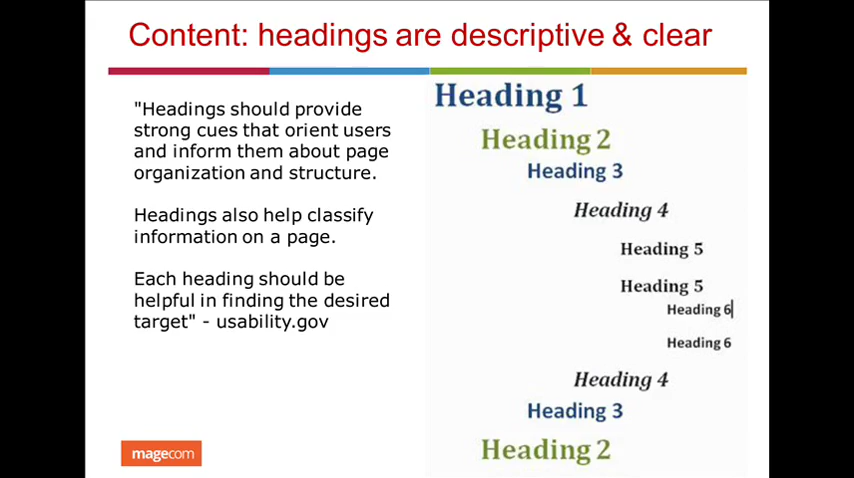 Content: headings are descriptive & clear
"Headings should provide
strong cues that orient users
and inform them about page
organization and structure.
Headings also help classify
information on a page.
Each heading should be
helpful in finding the desired
target" - usability.gov
Heading 1
Heading 2
Heading 3
Heading 4
Heading 5
Heading 5
Heading 6
Heading 6
Heading 4
Heading 3
Heading 2
magecom